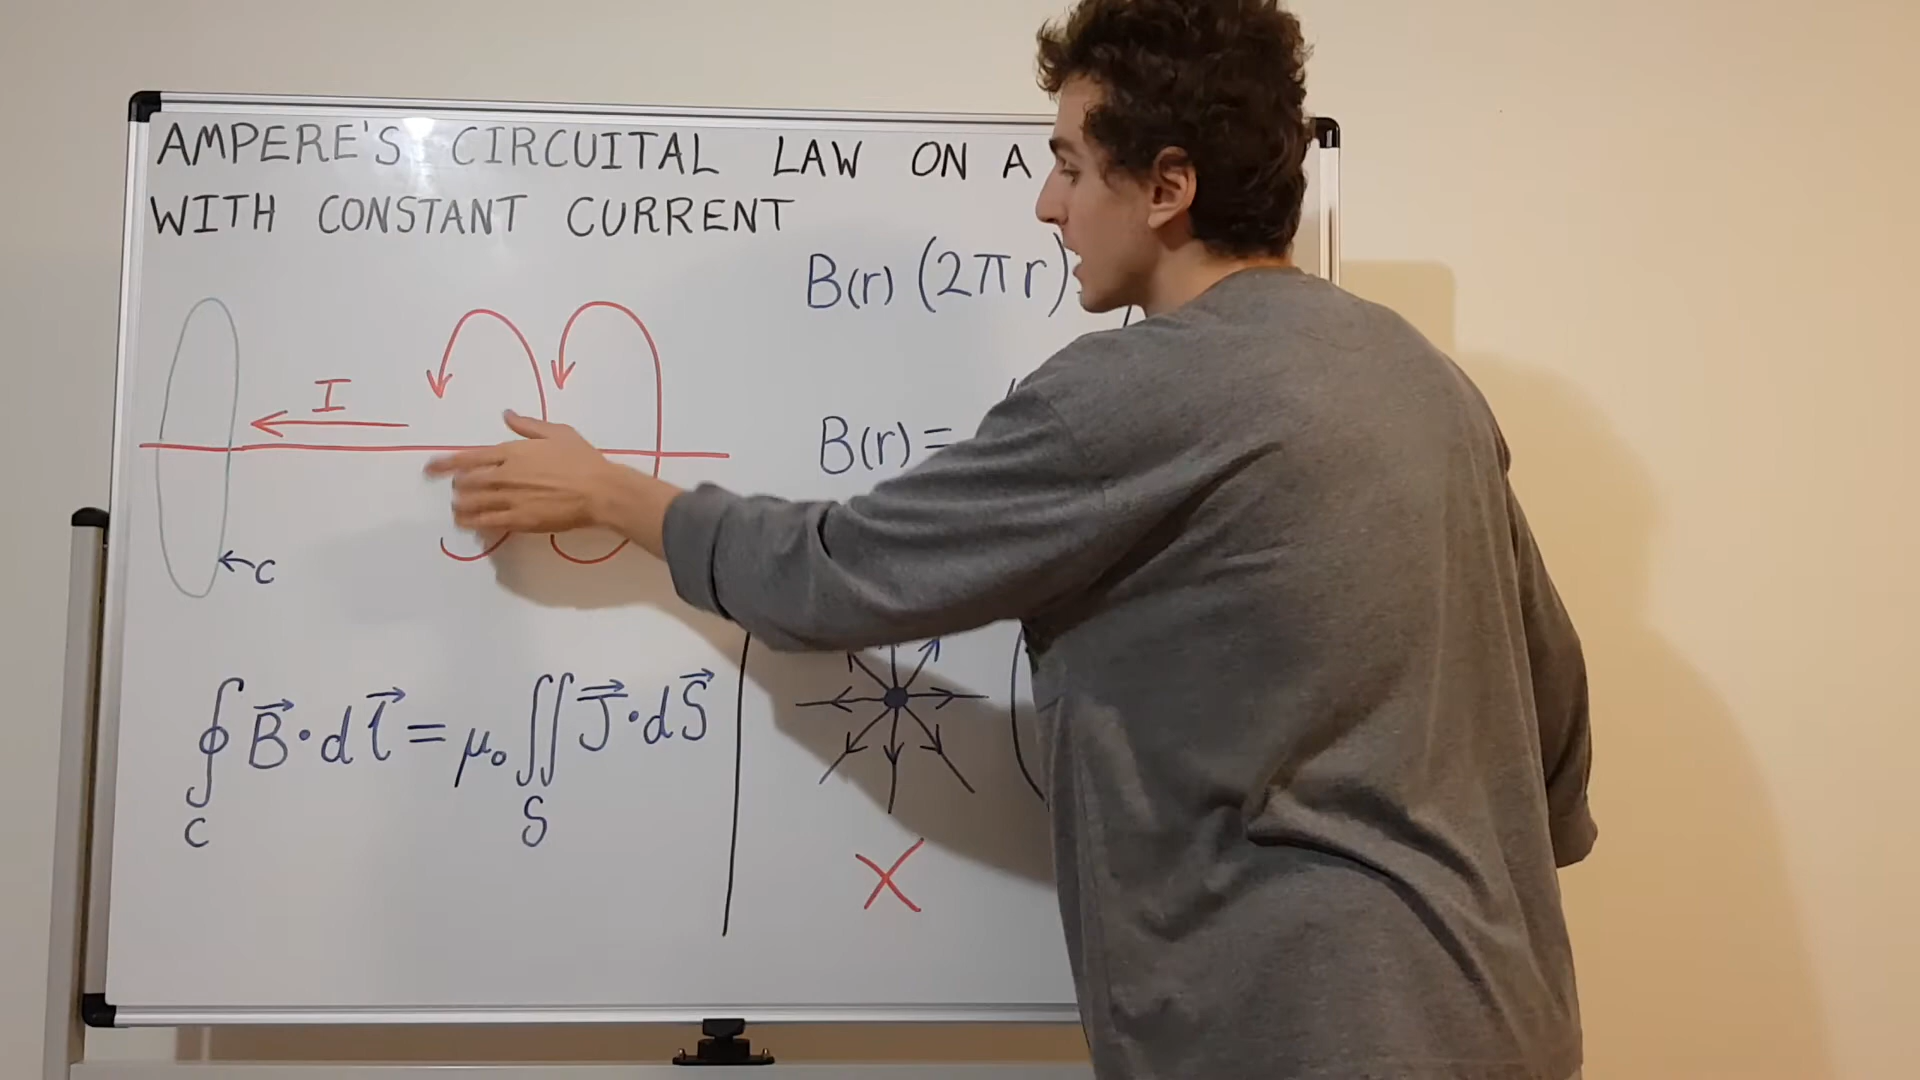 AMPERE'S CIRCUITAL LAW ON A
WITH CONSTANT CURRENT
B(r) (2πr)
I
B(r) =
C
∮ B⃗·dl⃗ = μ₀ ∬ J⃗·dS⃗
C S
X